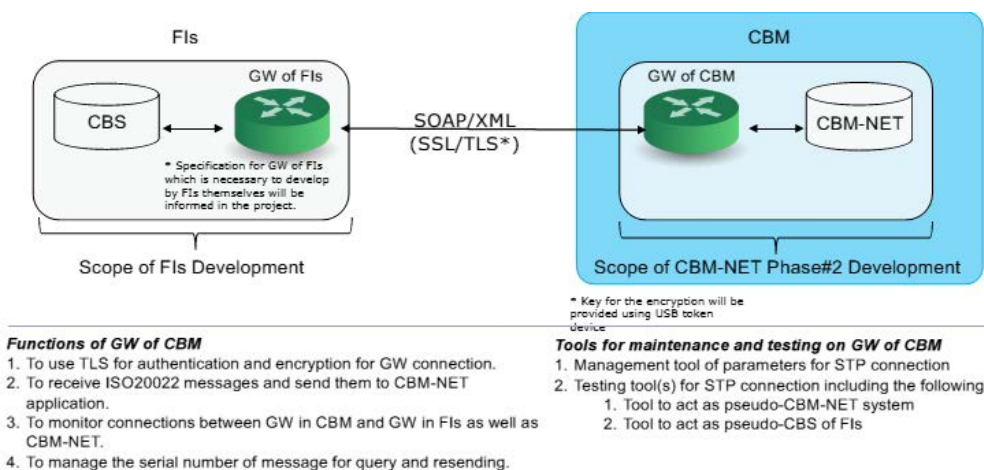 FIs
CBM
GW of FIs
GW of CBM
CBS
SOAP/XML
(SSL/TLS*)
CBM-NET
* Specification for GW of FIs
which is necessary to develop
by FIs themselves will be
informed in the project.
Scope of FIs Development
Scope of CBM-NET Phase#2 Development
* Key for the encryption will be
provided using USB token
device
Functions of GW of CBM
1. To use TLS for authentication and encryption for GW connection.
2. To receive ISO20022 messages and send them to CBM-NET
application.
3. To monitor connections between GW in CBM and GW in FIs as well as
CBM-NET.
4. To manage the serial number of message for query and resending.
Tools for maintenance and testing on GW of CBM
1. Management tool of parameters for STP connection
2. Testing tool(s) for STP connection including the following
1. Tool to act as pseudo-CBM-NET system
2. Tool to act as pseudo-CBS of FIs